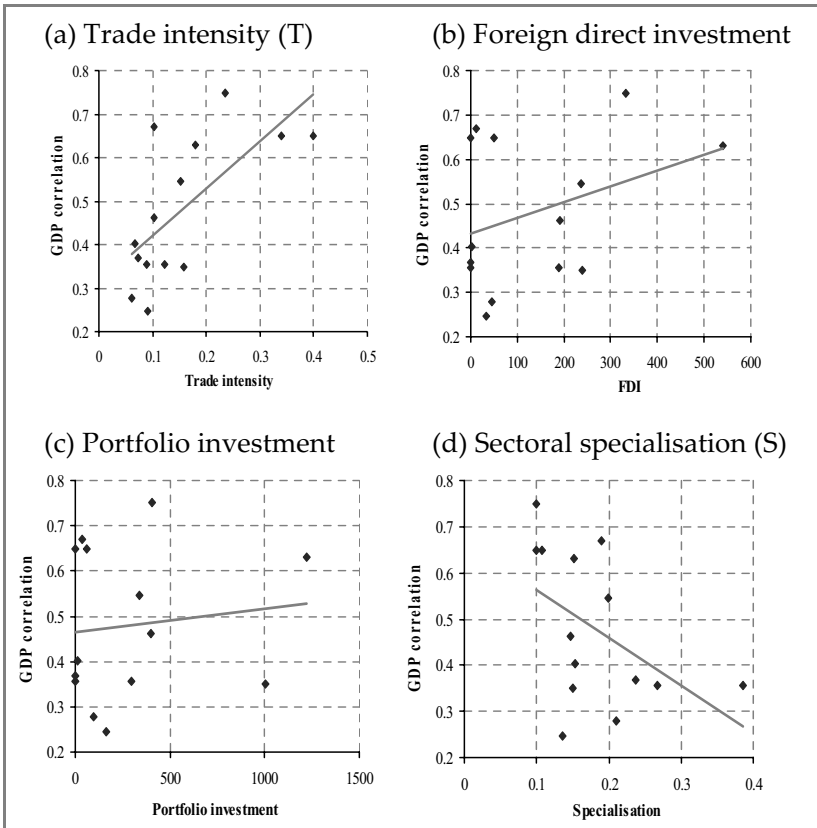 (a) Trade intensity (T)
GDP correlation
0.8
0.7
0.6
0.5
0.4
0.3
0.2
0 0.1 0.2 0.3 0.4 0.5
Trade intensity
(b) Foreign direct investment
GDP correlation
0.8
0.7
0.6
0.5
0.4
0.3
0.2
0 100 200 300 400 500 600
FDI
(c) Portfolio investment
GDP correlation
0.8
0.7
0.6
0.5
0.4
0.3
0.2
0 500 1000 1500
Portfolio investment
(d) Sectoral specialisation (S)
GDP correlation
0.8
0.7
0.6
0.5
0.4
0.3
0.2
0 0.1 0.2 0.3 0.4
Specialisation